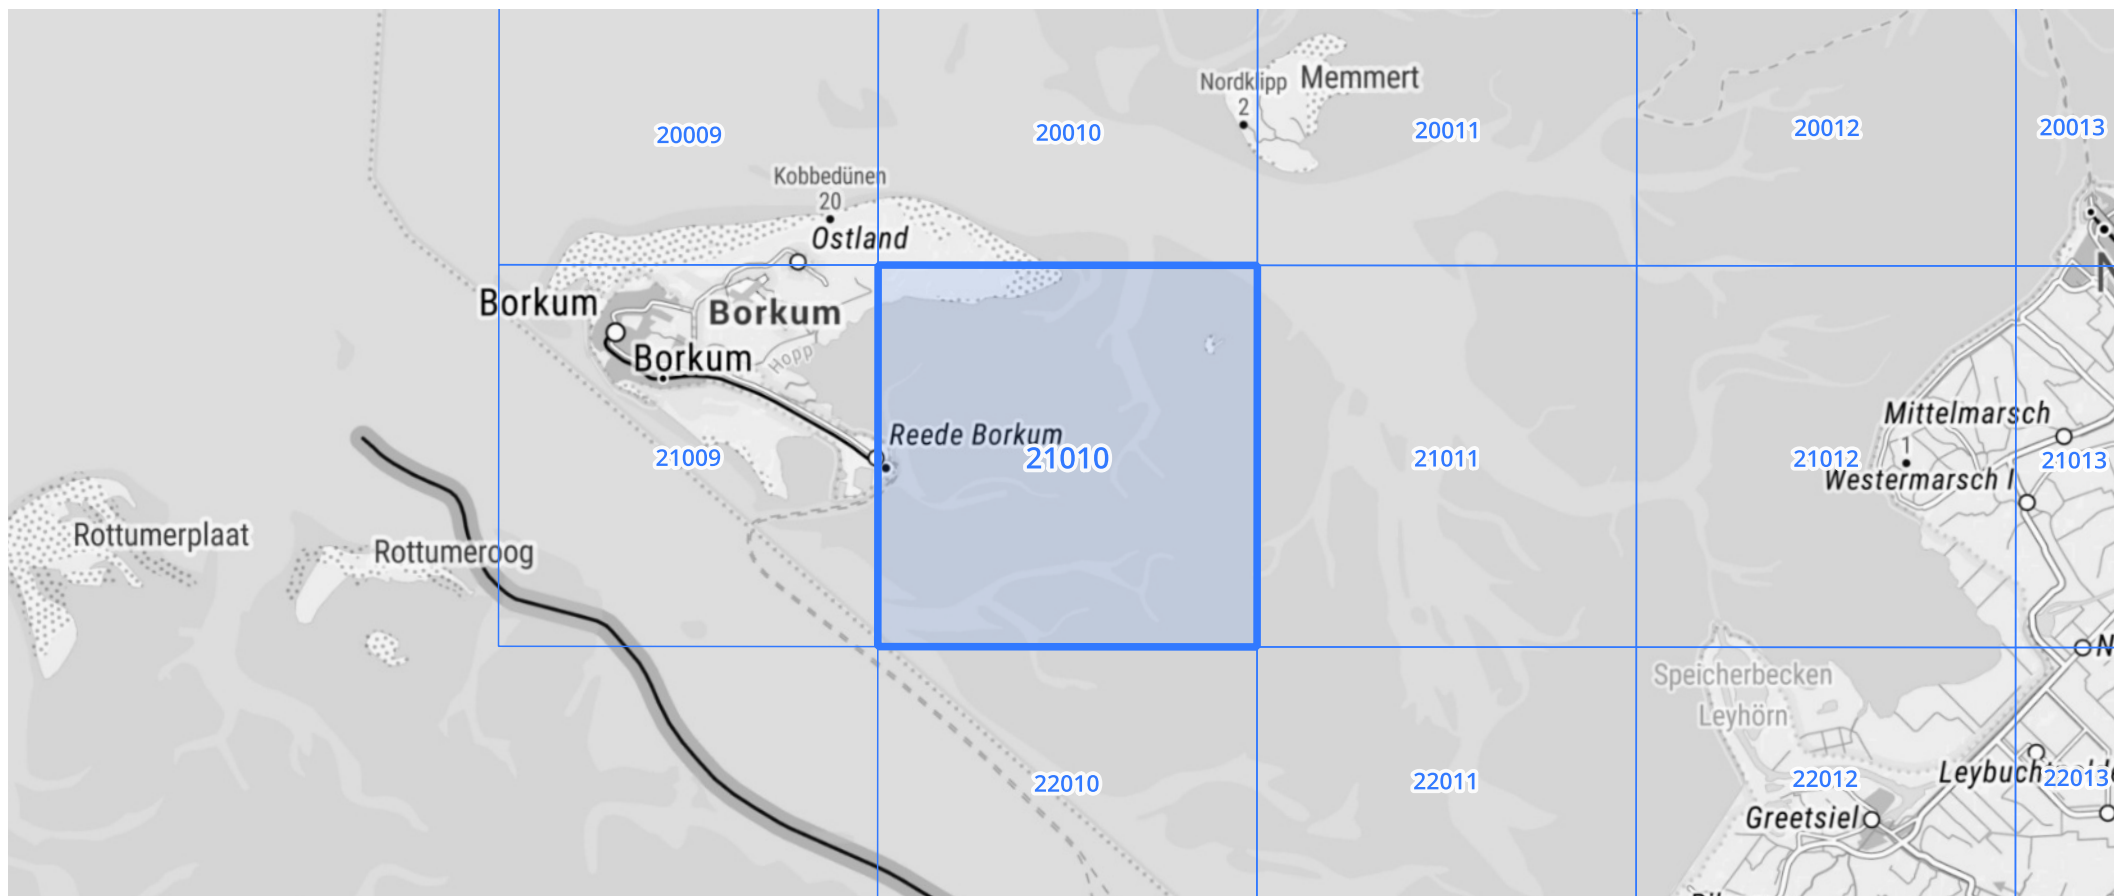 Nordklipp
2
Memmert
20009
20010
20011
20012
20013
Kobbedünen
20
Ostland
Borkum
Borkum
Borkum
Hopp
N
Mittelmarsch
1
Reede Borkum
21009
21010
21011
21012
21013
Westermarsch I
Rottumerplaat
Rottumeroog
N
Speicherbecken
Leyhörn
22010
22011
22012
22013
Greetsiel